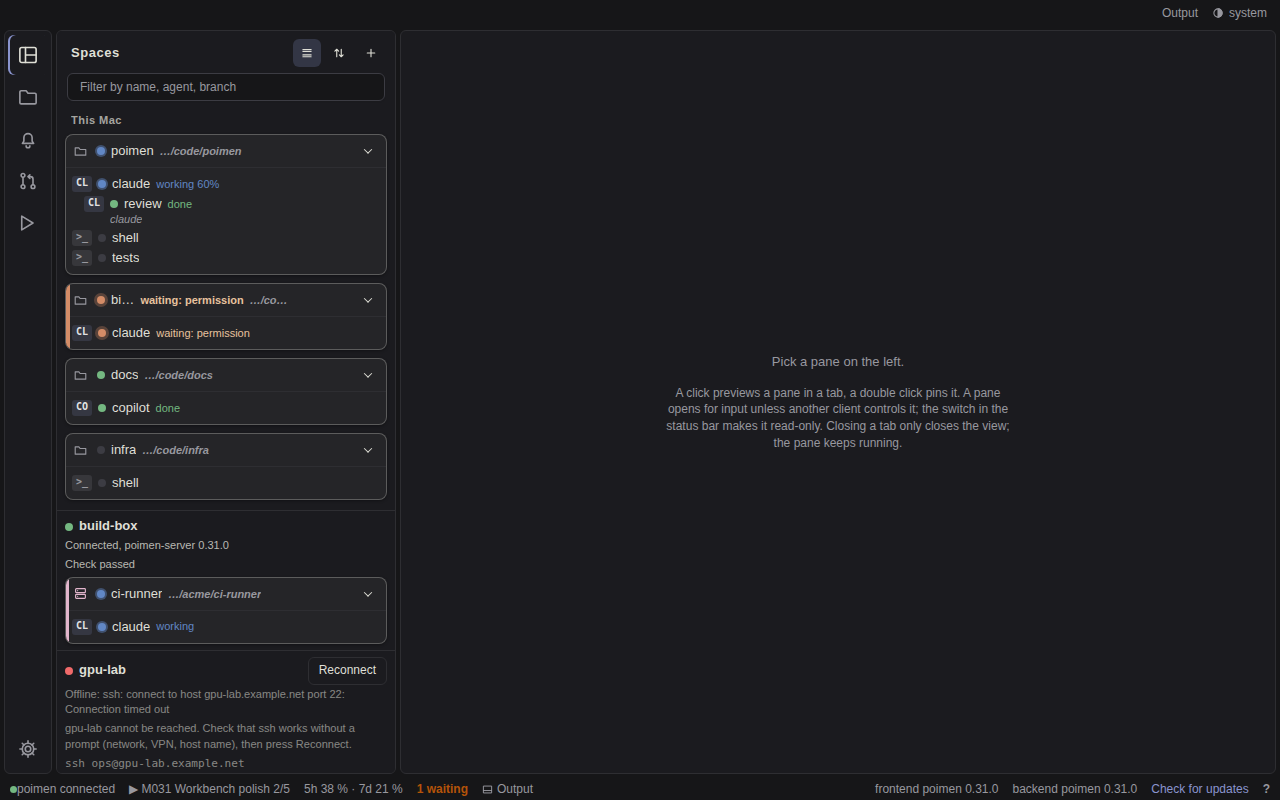 Output system
Spaces
Filter by name, agent, branch
This Mac
poimen …/code/poimen
CL claude working 60%
CL review done
claude
>_ shell
>_ tests
bi… waiting: permission …/co…
CL claude waiting: permission
docs …/code/docs
CO copilot done
infra …/code/infra
>_ shell
build-box
Connected, poimen-server 0.31.0
Check passed
ci-runner …/acme/ci-runner
CL claude working
gpu-lab Reconnect
Offline: ssh: connect to host gpu-lab.example.net port 22:
Connection timed out
gpu-lab cannot be reached. Check that ssh works without a
prompt (network, VPN, host name), then press Reconnect.
ssh ops@gpu-lab.example.net
Pick a pane on the left.
A click previews a pane in a tab, a double click pins it. A pane
opens for input unless another client controls it; the switch in the
status bar makes it read-only. Closing a tab only closes the view;
the pane keeps running.
poimen connected ▶ M031 Workbench polish 2/5 5h 38 % · 7d 21 % 1 waiting Output frontend poimen 0.31.0 backend poimen 0.31.0 Check for updates ?